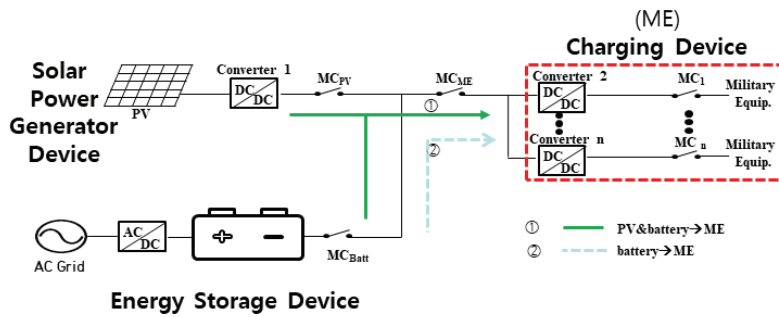 (ME)
Charging Device
Solar
Power
Generator
Device
PV
Converter 1
DC
DC
MCPV
MCME
①
Converter 2
DC
DC
MC1
Military
Equip.
Converter n
DC
DC
MC n
Military
Equip.
②
AC Grid
AC
DC
+ −
MCBatt
① PV&battery→ME
② battery→ME
Energy Storage Device